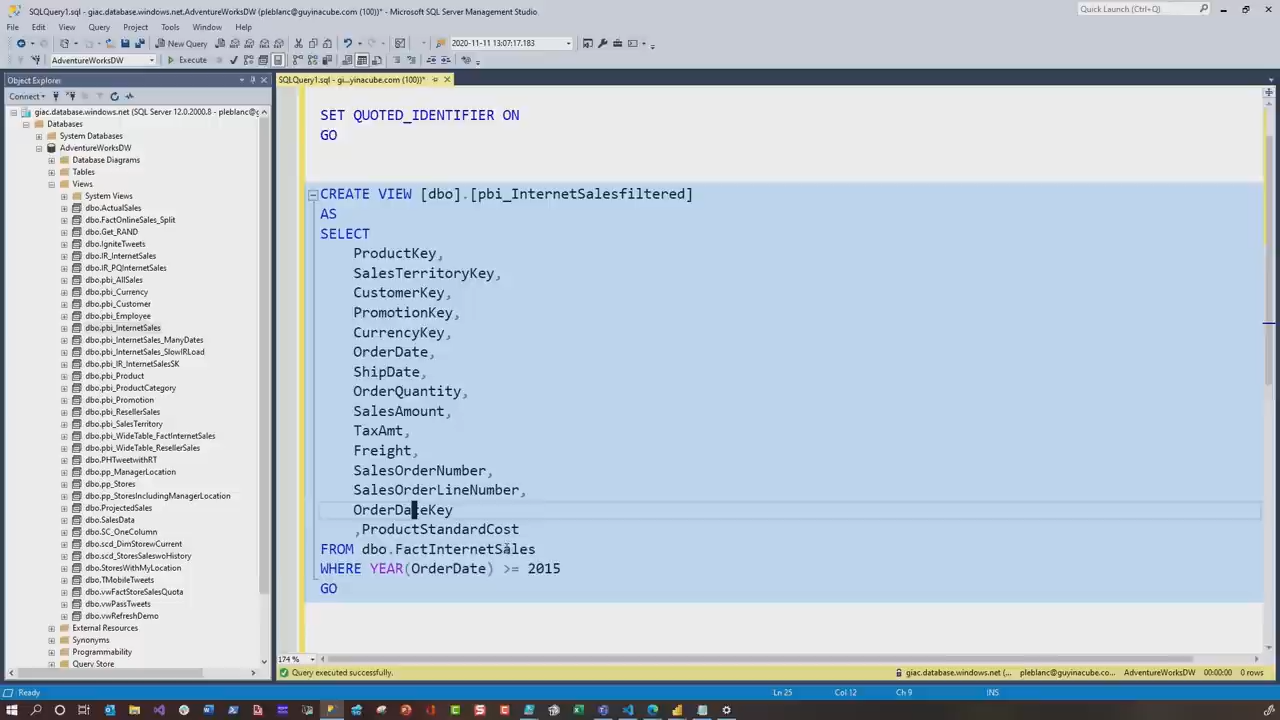 SQLQuery1.sql - giac.database.windows.net.AdventureWorksDW (pleblanc@guyinacube.com (100))* - Microsoft SQL Server Management Studio
Quick Launch (Ctrl+Q)
File Edit View Query Project Tools Window Help
New Query
2020-11-11 13:07:17.183
AdventureWorksDW
Execute
Object Explorer
SQLQuery1.sql - gi...yinacube.com (100))*
Connect
giac.database.windows.net (SQL Server 12.0.2000.8 - pleblanc@g
Databases
System Databases
AdventureWorksDW
Database Diagrams
Tables
Views
System Views
dbo.ActualSales
dbo.FactOnlineSales_Split
dbo.Get_RAND
dbo.IgniteTweets
dbo.IR_InternetSales
dbo.IR_PQInternetSales
dbo.pbi_AllSales
dbo.pbi_Currency
dbo.pbi_Customer
dbo.pbi_Employee
dbo.pbi_InternetSales
dbo.pbi_InternetSales_ManyDates
dbo.pbi_InternetSales_SlowIRLoad
dbo.pbi_IR_InternetSalesSK
dbo.pbi_Product
dbo.pbi_ProductCategory
dbo.pbi_Promotion
dbo.pbi_ResellerSales
dbo.pbi_SalesTerritory
dbo.pbi_WideTable_FactInternetSales
dbo.pbi_WideTable_ResellerSales
dbo.PHTweetwithRT
dbo.pp_ManagerLocation
dbo.pp_Stores
dbo.pp_StoresIncludingManagerLocation
dbo.ProjectedSales
dbo.SalesData
dbo.SC_OneColumn
dbo.scd_DimStorewCurrent
dbo.scd_StoresSaleswoHistory
dbo.StoresWithMyLocation
dbo.TMobileTweets
dbo.vwFactStoreSalesQuota
dbo.vwPassTweets
dbo.vwRefreshDemo
External Resources
Synonyms
Programmability
Query Store
SET QUOTED_IDENTIFIER ON
GO
CREATE VIEW [dbo].[pbi_InternetSalesfiltered]
AS
SELECT
ProductKey,
SalesTerritoryKey,
CustomerKey,
PromotionKey,
CurrencyKey,
OrderDate,
ShipDate,
OrderQuantity,
SalesAmount,
TaxAmt,
Freight,
SalesOrderNumber,
SalesOrderLineNumber,
OrderDateKey
,ProductStandardCost
FROM dbo.FactInternetSales
WHERE YEAR(OrderDate) >= 2015
GO
174 %
Query executed successfully.
giac.database.windows.net (... pleblanc@guyinacube.co... AdventureWorksDW 00:00:00 0 rows
Ready
Ln 25 Col 12 Ch 9 INS